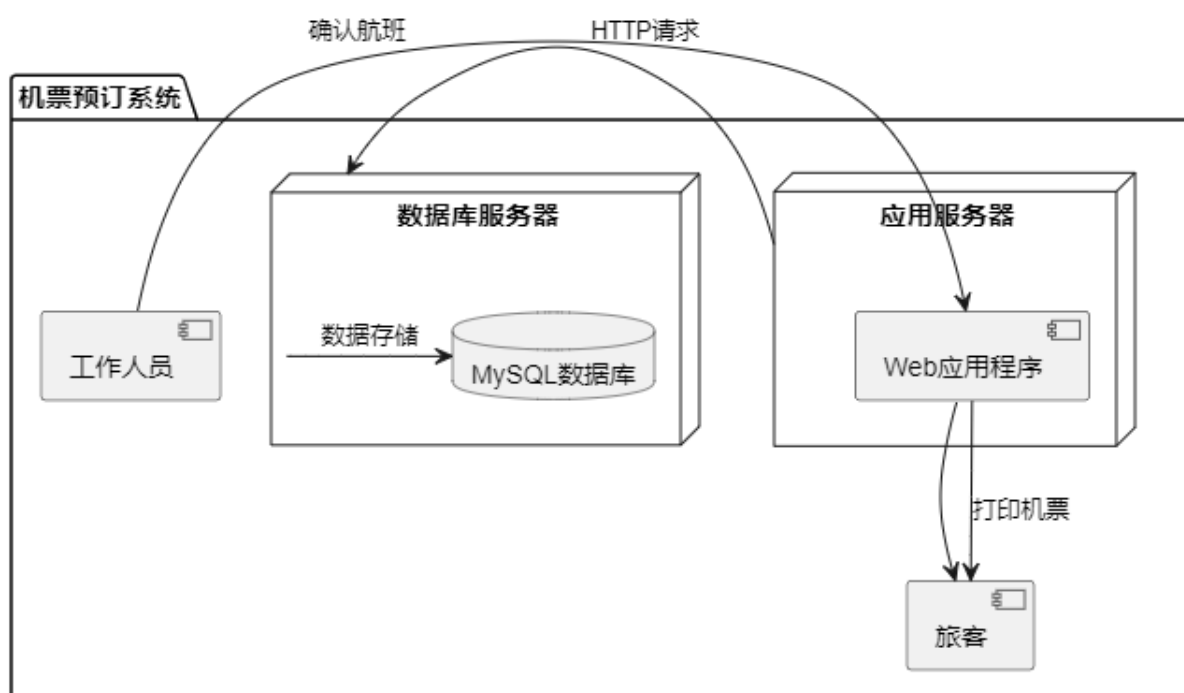 确认航班
HTTP请求
机票预订系统
数据库服务器
应用服务器
数据存储
工作人员
MySQL数据库
Web应用程序
打印机票
旅客